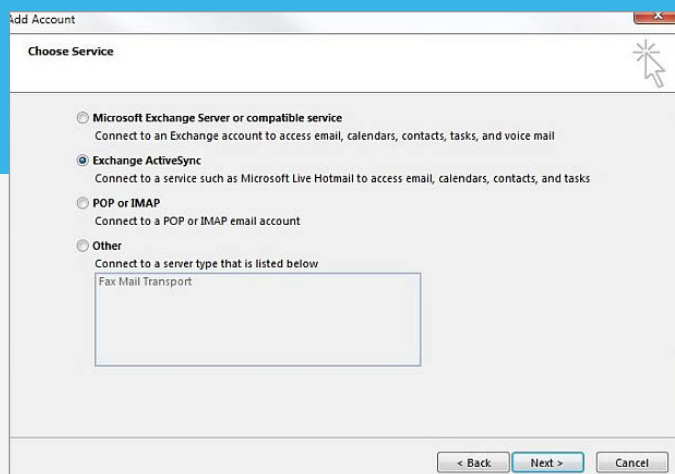 Add Account
Choose Service
Microsoft Exchange Server or compatible service
Connect to an Exchange account to access email, calendars, contacts, tasks, and voice mail
Exchange ActiveSync
Connect to a service such as Microsoft Live Hotmail to access email, calendars, contacts, and tasks
POP or IMAP
Connect to a POP or IMAP email account
Other
Connect to a server type that is listed below
Fax Mail Transport
< Back Next > Cancel